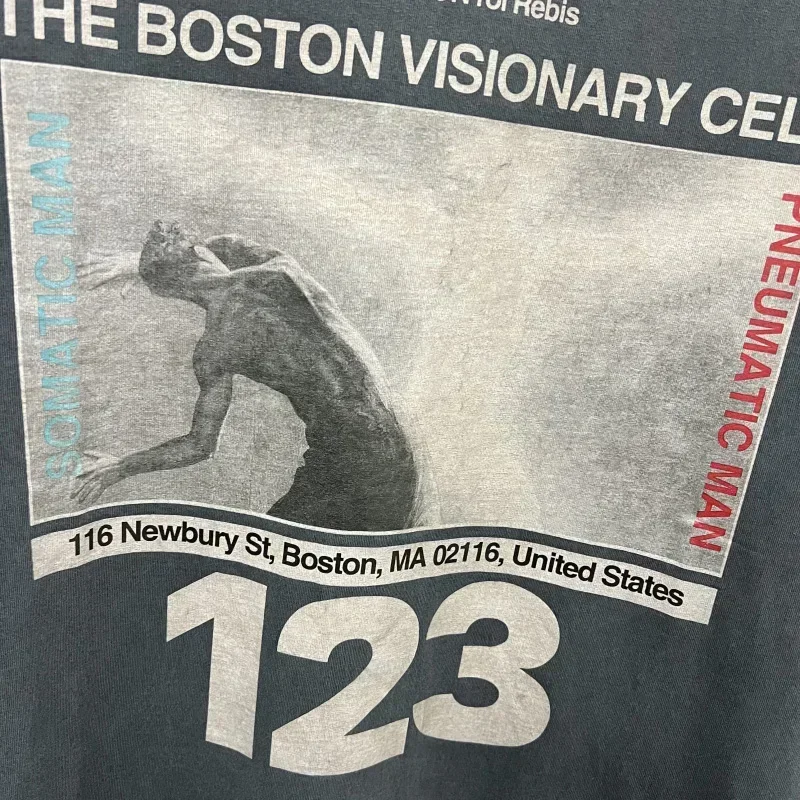 for Rebis
THE BOSTON VISIONARY CEL
SOMATIC MAN
PNEUMATIC MAN
116 Newbury St, Boston, MA 02116, United States
123